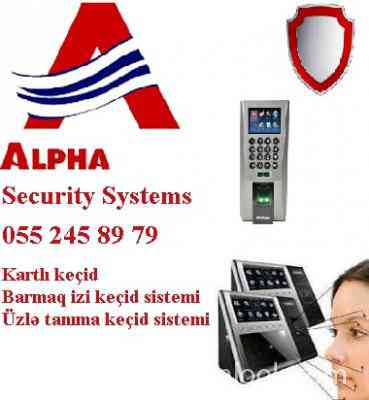 ALPHA
Security Systems
055 245 89 79
Kartlı keçid
Barmaq izi keçid sistemi
Üzlə tanıma keçid sistemi